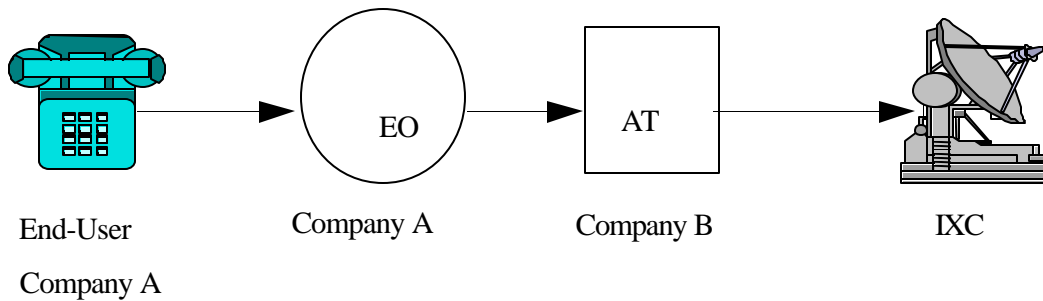 EO
AT
End-User
Company A
Company A
Company B
IXC